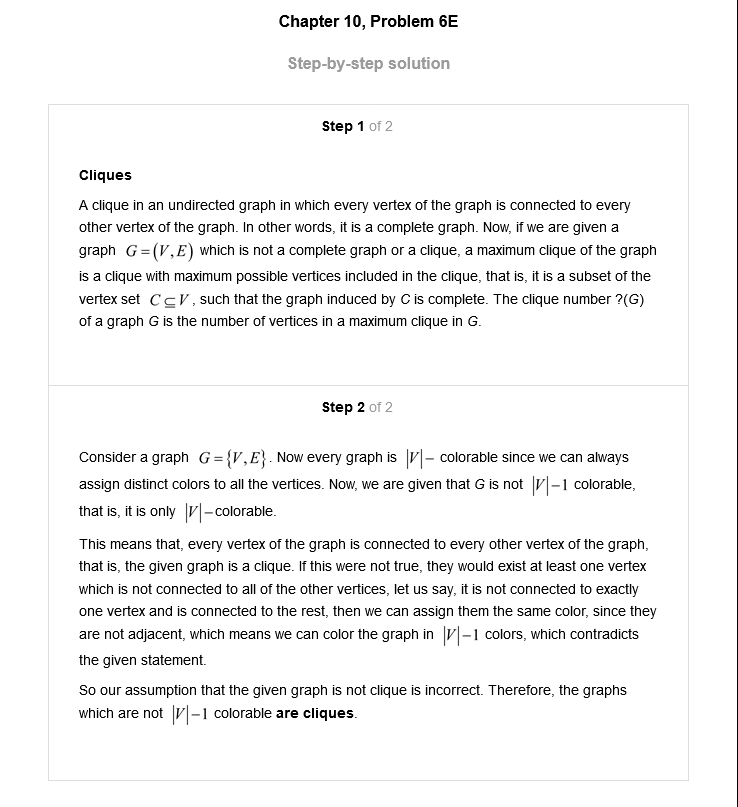 Chapter 10, Problem 6E
Step-by-step solution
Step 1 of 2
Cliques
A clique in an undirected graph in which every vertex of the graph is connected to every
other vertex of the graph. In other words, it is a complete graph. Now, if we are given a
graph G=(V,E) which is not a complete graph or a clique, a maximum clique of the graph
is a clique with maximum possible vertices included in the clique, that is, it is a subset of the
vertex set C⊆V, such that the graph induced by C is complete. The clique number ?(G)
of a graph G is the number of vertices in a maximum clique in G.
Step 2 of 2
Consider a graph G={V,E}. Now every graph is |V|− colorable since we can always
assign distinct colors to all the vertices. Now, we are given that G is not |V|−1 colorable,
that is, it is only |V|−colorable.
This means that, every vertex of the graph is connected to every other vertex of the graph,
that is, the given graph is a clique. If this were not true, they would exist at least one vertex
which is not connected to all of the other vertices, let us say, it is not connected to exactly
one vertex and is connected to the rest, then we can assign them the same color, since they
are not adjacent, which means we can color the graph in |V|−1 colors, which contradicts
the given statement.
So our assumption that the given graph is not clique is incorrect. Therefore, the graphs
which are not |V|−1 colorable are cliques.